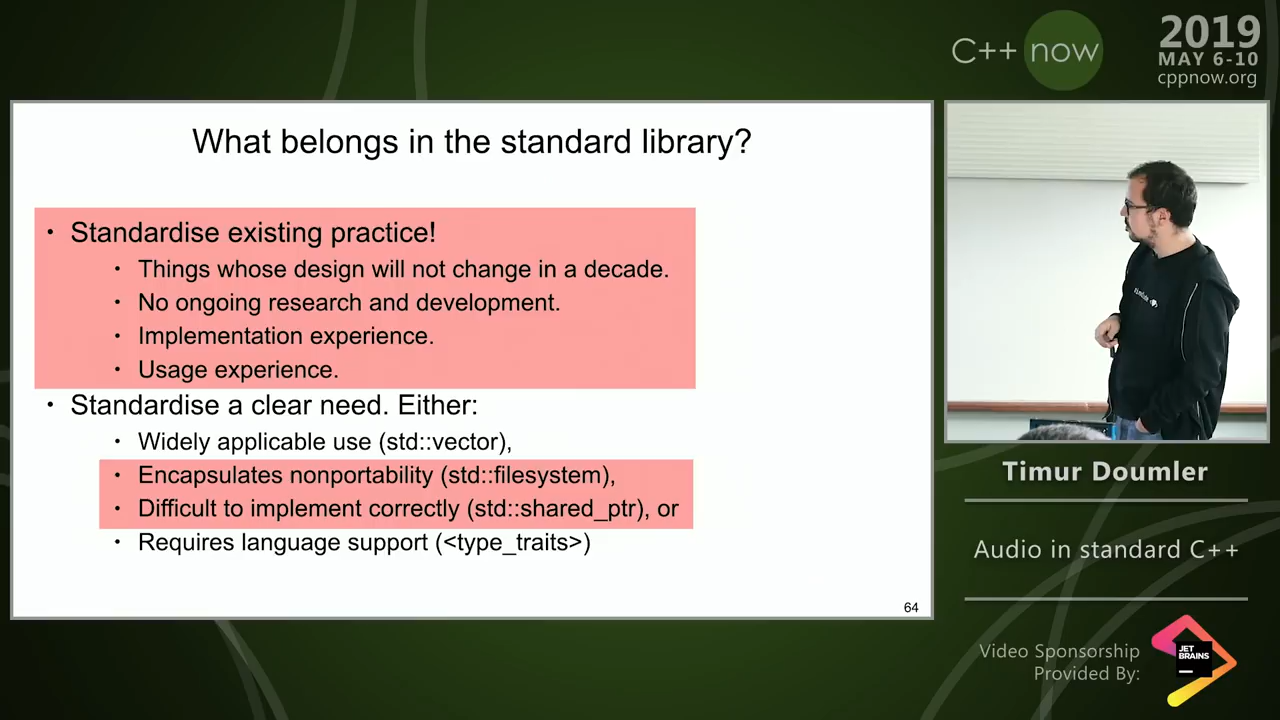 C++ now
2019
MAY 6-10
cppnow.org
What belongs in the standard library?
• Standardise existing practice!
• Things whose design will not change in a decade.
• No ongoing research and development.
• Implementation experience.
• Usage experience.
• Standardise a clear need. Either:
• Widely applicable use (std::vector),
• Encapsulates nonportability (std::filesystem),
• Difficult to implement correctly (std::shared_ptr), or
• Requires language support (<type_traits>)
64
Timur Doumler
Audio in standard C++
Video Sponsorship
Provided By:
JET
BRAINS